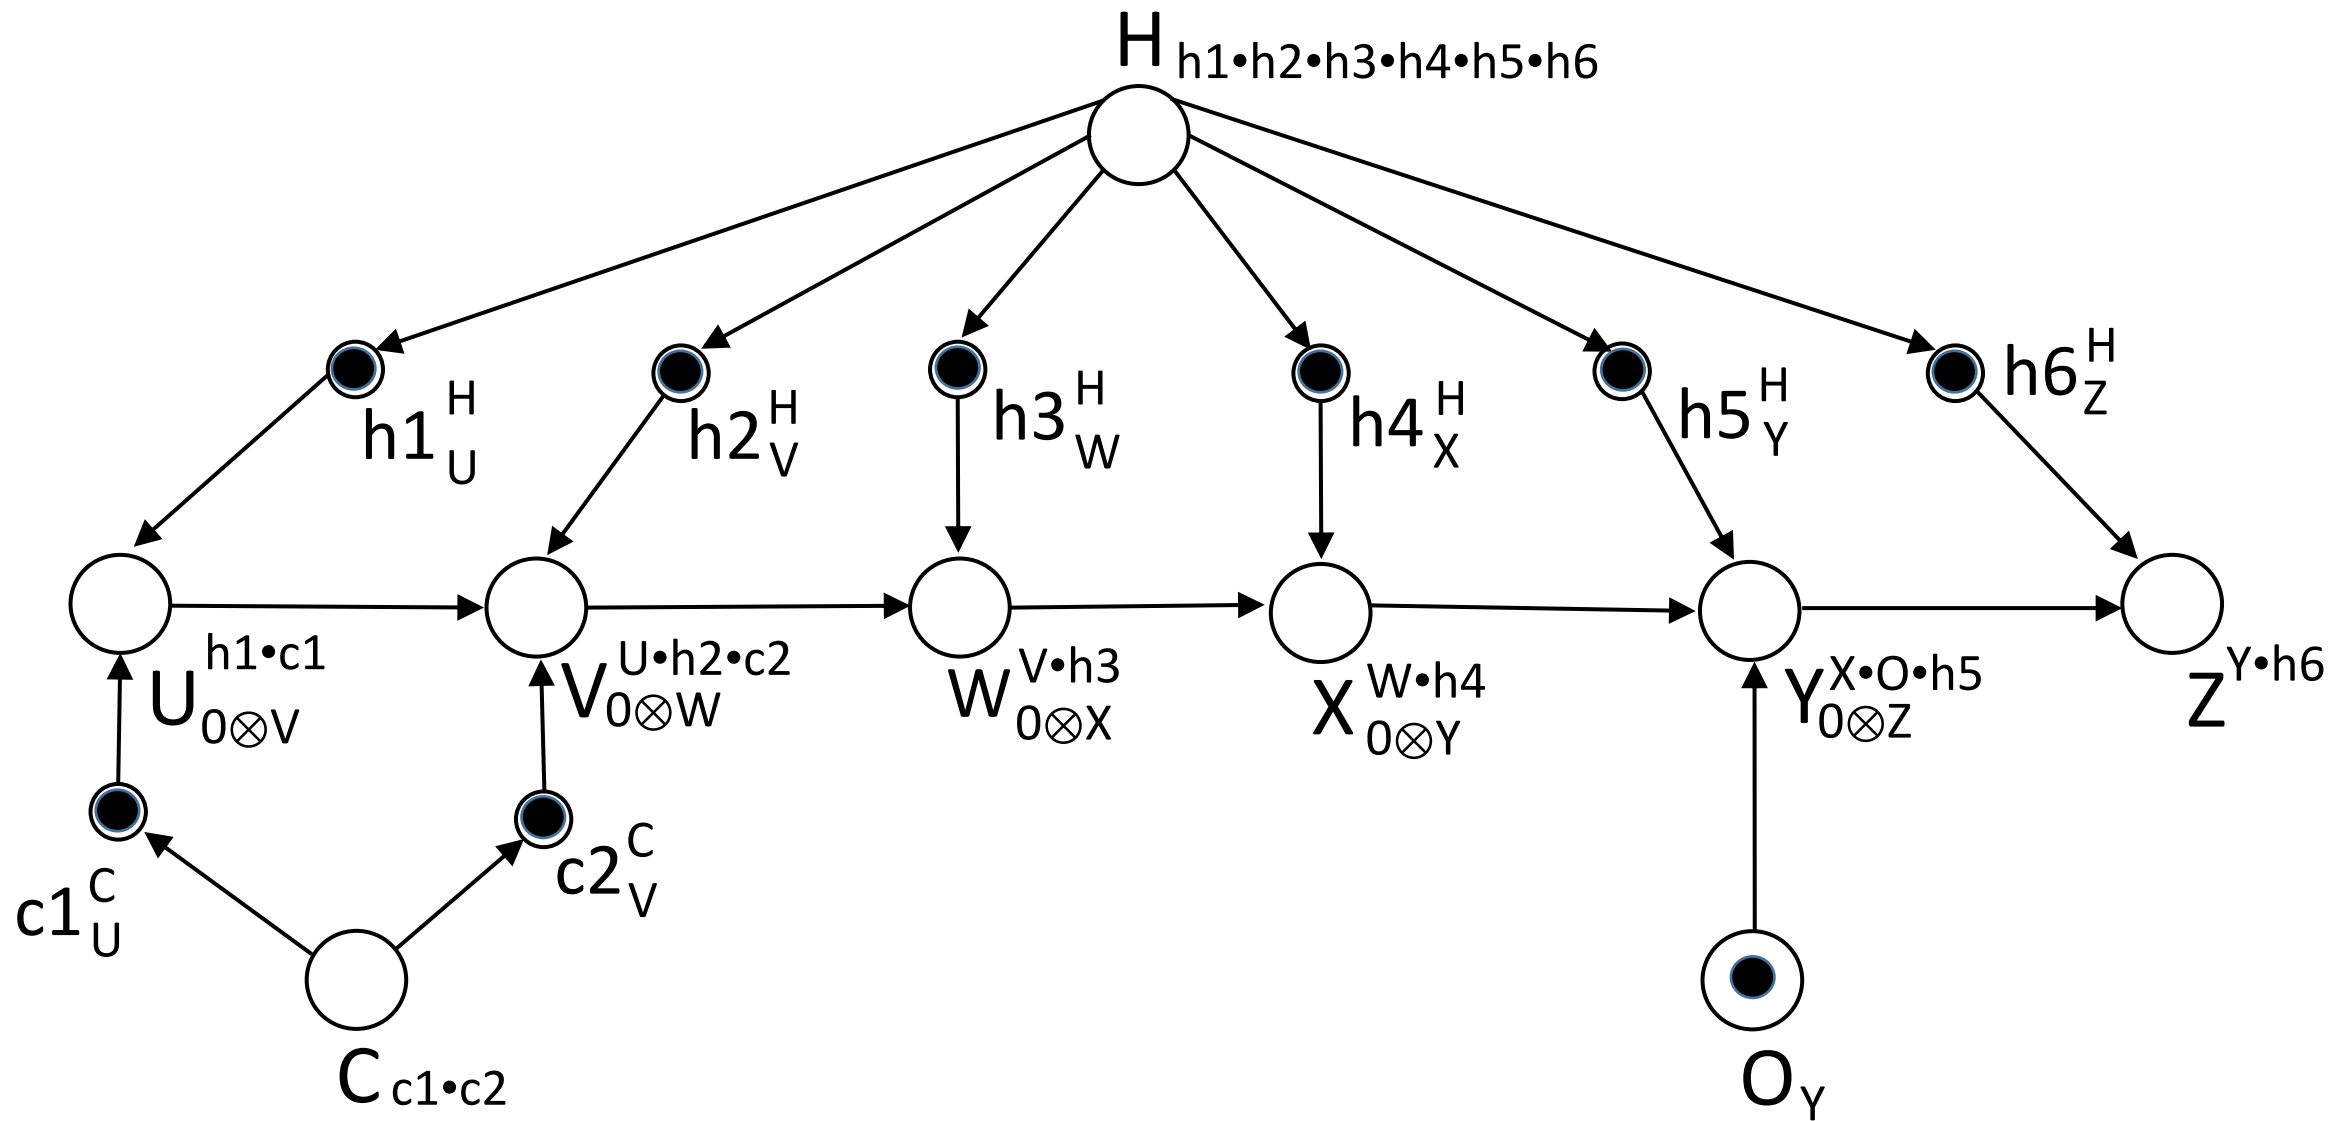 H h1•h2•h3•h4•h5•h6
h1 H U
h2 H V
h3 H W
h4 H X
h5 H Y
h6 H Z
U h1•c1 0⊗V
V U•h2•c2 0⊗W
W V•h3 0⊗X
X W•h4 0⊗Y
Y X•O•h5 0⊗Z
Z Y•h6
c1 C U
c2 C V
C c1•c2
O Y